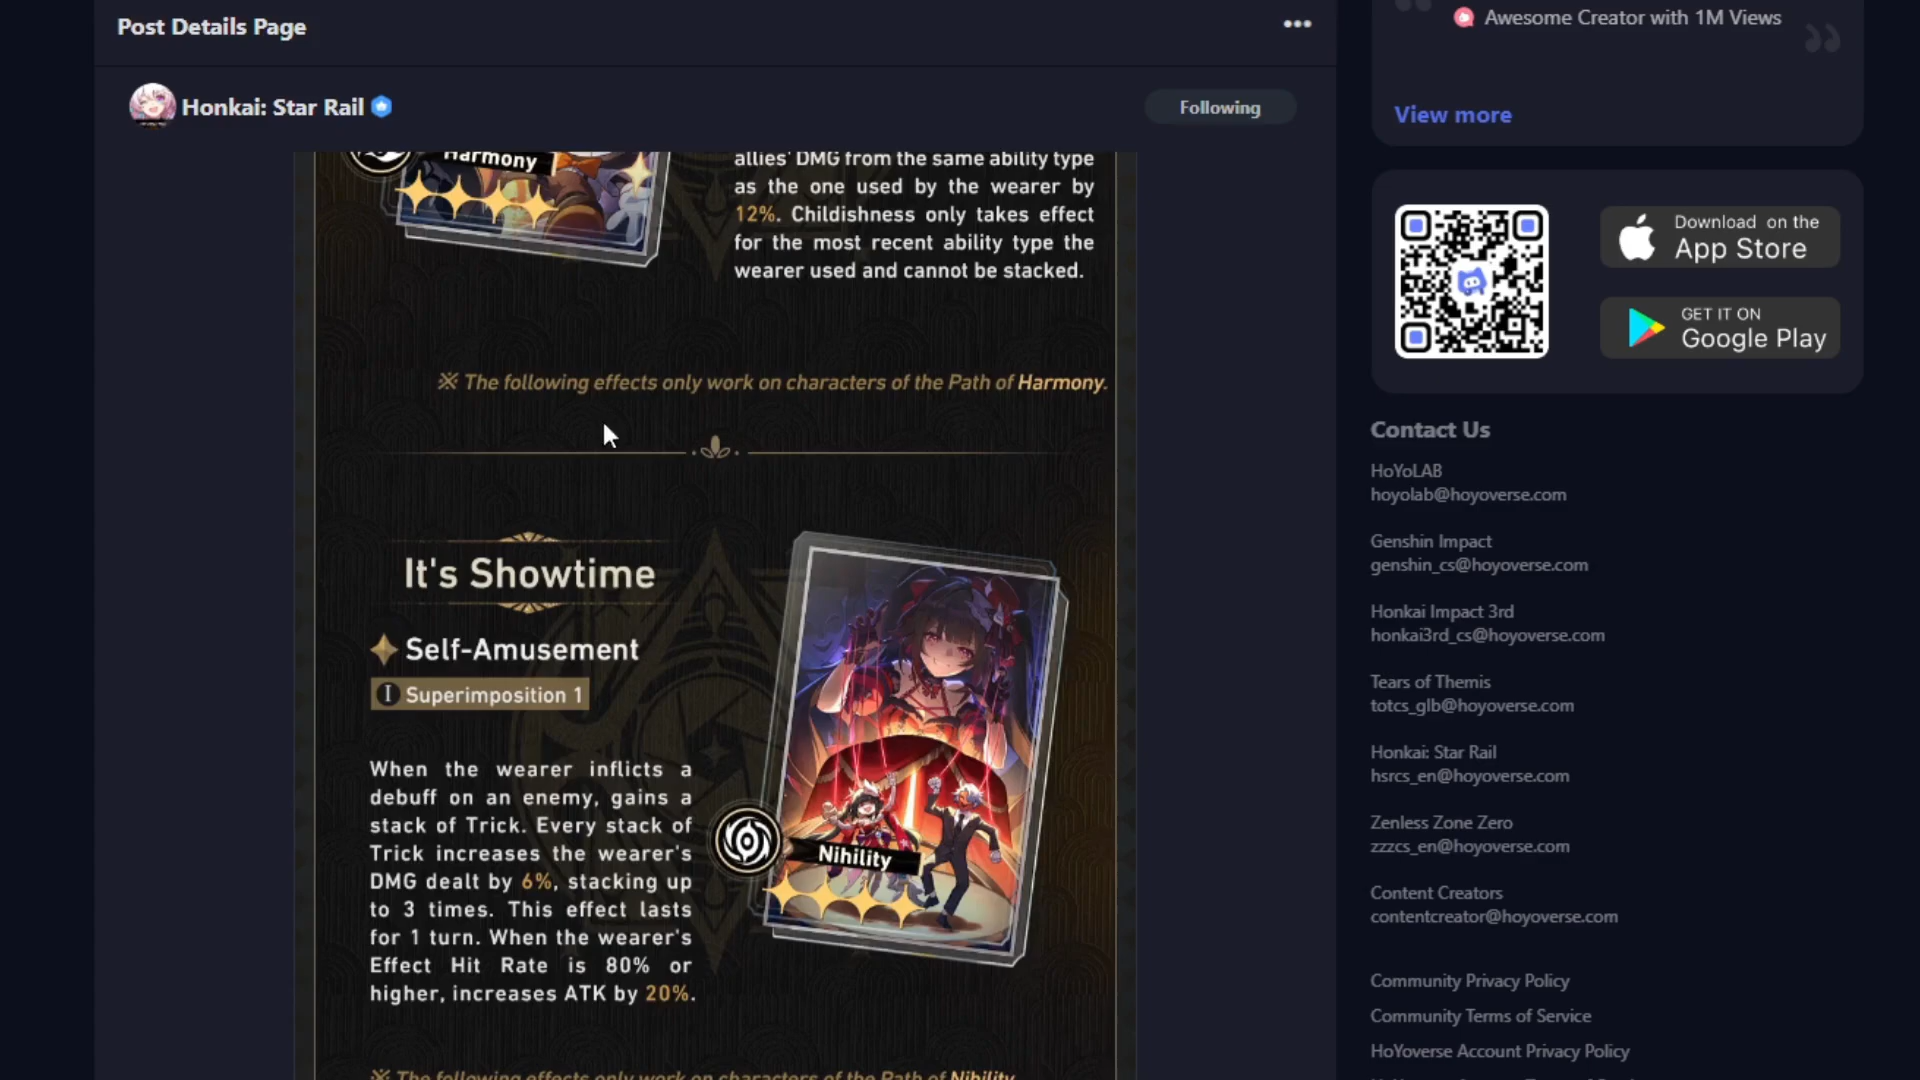 Post Details Page
•••
Awesome Creator with 1M Views
View more
Honkai: Star Rail
Following
Harmony
allies' DMG from the same ability type
as the one used by the wearer by
12%. Childishness only takes effect
for the most recent ability type the
wearer used and cannot be stacked.
※ The following effects only work on characters of the Path of Harmony.
It's Showtime
Self-Amusement
I Superimposition 1
When the wearer inflicts a
debuff on an enemy, gains a
stack of Trick. Every stack of
Trick increases the wearer's
DMG dealt by 6%, stacking up
to 3 times. This effect lasts
for 1 turn. When the wearer's
Effect Hit Rate is 80% or
higher, increases ATK by 20%.
Nihility
※ The following effects only work on characters of the Path of Nihility.
Download on the
App Store
GET IT ON
Google Play
Contact Us
HoYoLAB
hoyolab@hoyoverse.com
Genshin Impact
genshin_cs@hoyoverse.com
Honkai Impact 3rd
honkai3rd_cs@hoyoverse.com
Tears of Themis
totcs_glb@hoyoverse.com
Honkai: Star Rail
hsrcs_en@hoyoverse.com
Zenless Zone Zero
zzzcs_en@hoyoverse.com
Content Creators
contentcreator@hoyoverse.com
Community Privacy Policy
Community Terms of Service
HoYoverse Account Privacy Policy